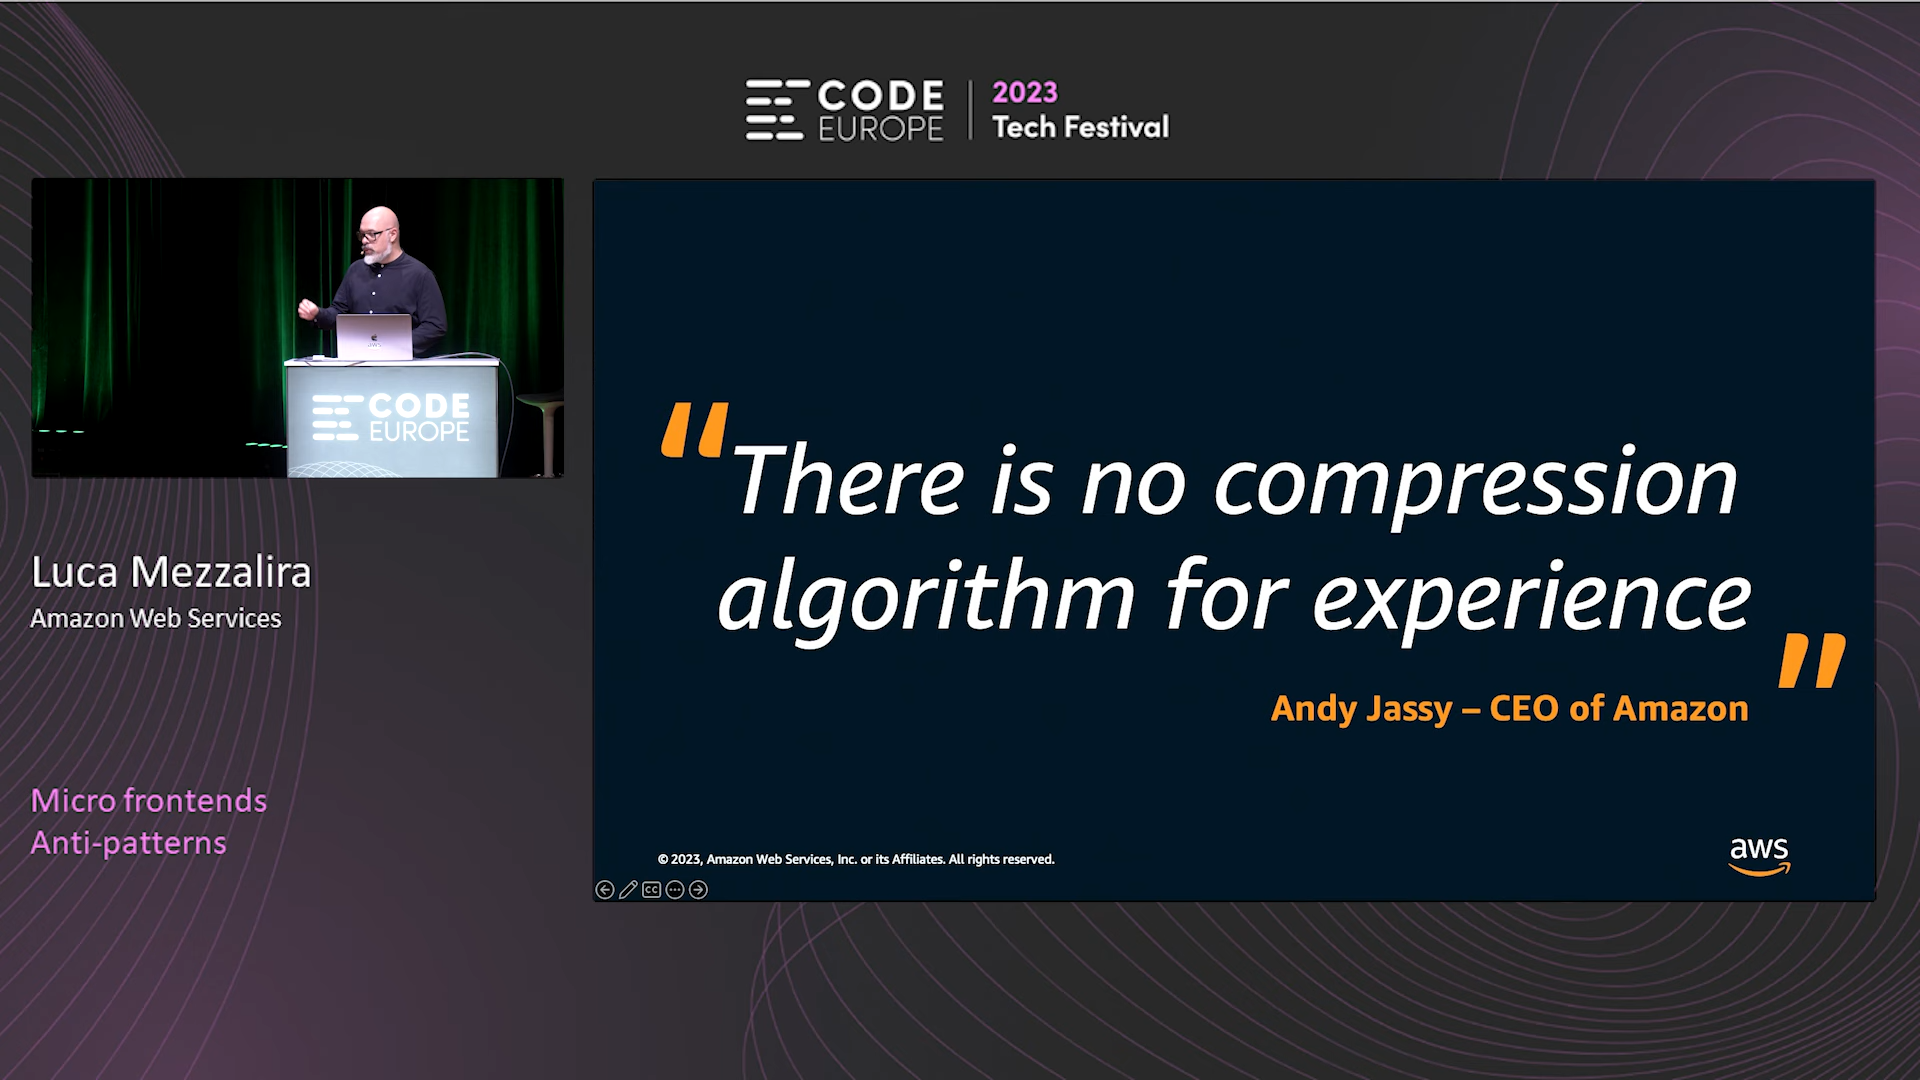 CODE
EUROPE
2023
Tech Festival
aws
CODE
EUROPE
Luca Mezzalira
Amazon Web Services
Micro frontends
Anti-patterns
“There is no compression
algorithm for experience”
Andy Jassy – CEO of Amazon
© 2023, Amazon Web Services, Inc. or its Affiliates. All rights reserved.
aws
CC